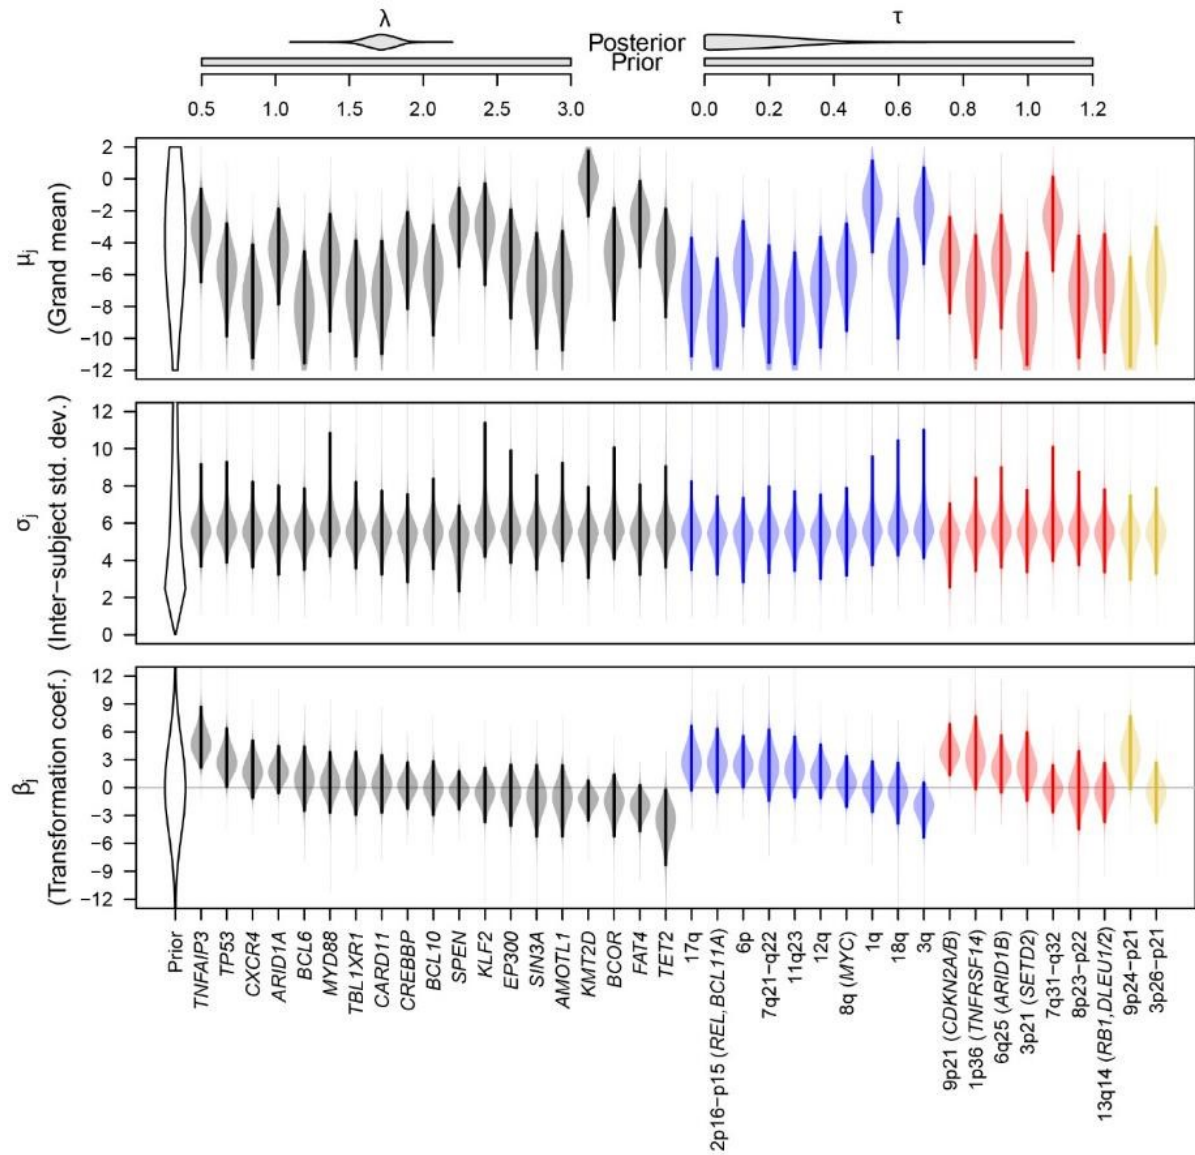 λ
τ
Posterior
Prior
0.5 1.0 1.5 2.0 2.5 3.0
0.0 0.2 0.4 0.6 0.8 1.0 1.2
μj
(Grand mean)
2
0
−2
−4
−6
−8
−10
−12
σj
(Inter−subject std. dev.)
12
10
8
6
4
2
0
βj
(Transformation coef.)
12
9
6
3
0
−3
−6
−9
−12
Prior
TNFAIP3
TP53
CXCR4
ARID1A
BCL6
MYD88
TBL1XR1
CARD11
CREBBP
BCL10
SPEN
KLF2
EP300
SIN3A
AMOTL1
KMT2D
BCOR
FAT4
TET2
17q
2p16−p15 (REL,BCL11A)
6p
7q21−q22
11q23
12q
8q (MYC)
1q
18q
3q
9p21 (CDKN2A/B)
1p36 (TNFRSF14)
6q25 (ARID1B)
3p21 (SETD2)
7q31−q32
8p23−p22
13q14 (RB1,DLEU1/2)
9p24−p21
3p26−p21